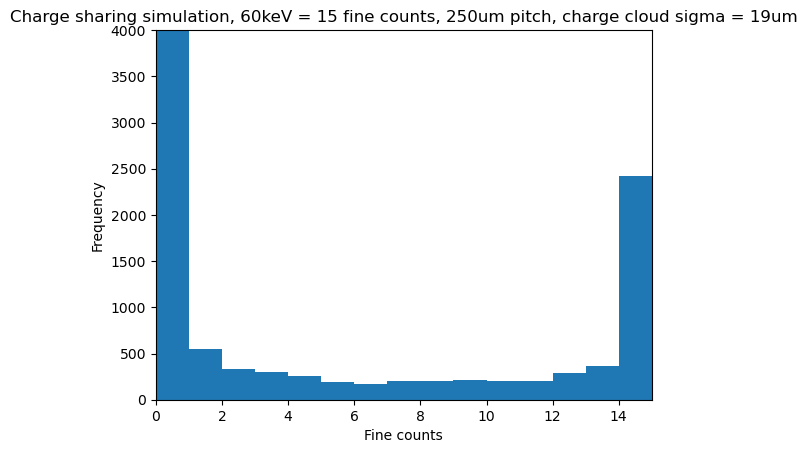 Charge sharing simulation, 60keV = 15 fine counts, 250um pitch, charge cloud sigma = 19um
4000
3500
3000
2500
2000
1500
1000
500
0
Frequency
0 2 4 6 8 10 12 14
Fine counts